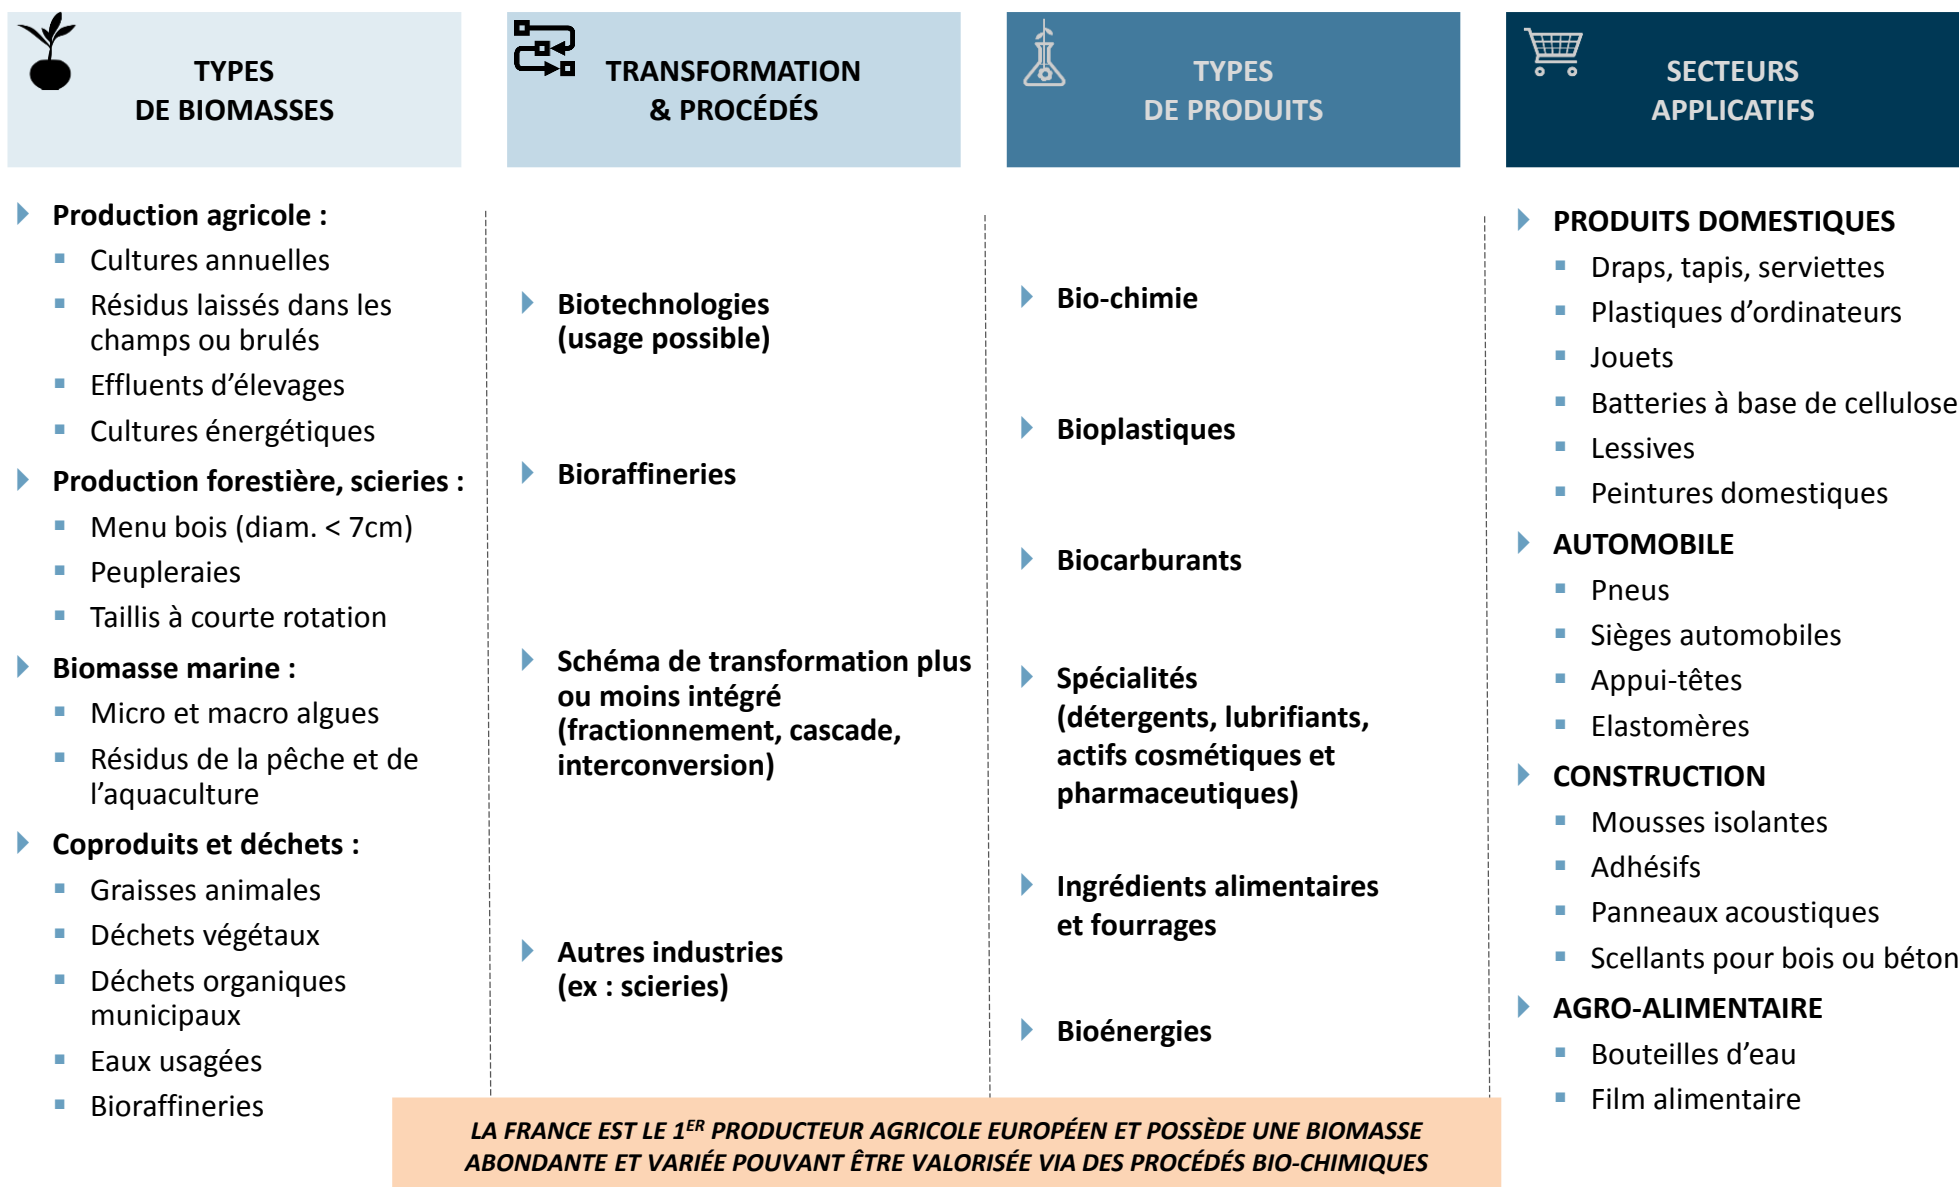 TYPES
DE BIOMASSES
Production agricole :
Cultures annuelles
Résidus laissés dans les
champs ou brulés
Effluents d’élevages
Cultures énergétiques
Production forestière, scieries :
Menu bois (diam. < 7cm)
Peupleraies
Taillis à courte rotation
Biomasse marine :
Micro et macro algues
Résidus de la pêche et de
l’aquaculture
Coproduits et déchets :
Graisses animales
Déchets végétaux
Déchets organiques
municipaux
Eaux usagées
Bioraffineries
TRANSFORMATION
& PROCÉDÉS
Biotechnologies
(usage possible)
Bioraffineries
Schéma de transformation plus
ou moins intégré
(fractionnement, cascade,
interconversion)
Autres industries
(ex : scieries)
TYPES
DE PRODUITS
Bio-chimie
Bioplastiques
Biocarburants
Spécialités
(détergents, lubrifiants,
actifs cosmétiques et
pharmaceutiques)
Ingrédients alimentaires
et fourrages
Bioénergies
SECTEURS
APPLICATIFS
PRODUITS DOMESTIQUES
Draps, tapis, serviettes
Plastiques d’ordinateurs
Jouets
Batteries à base de cellulose
Lessives
Peintures domestiques
AUTOMOBILE
Pneus
Sièges automobiles
Appui-têtes
Elastomères
CONSTRUCTION
Mousses isolantes
Adhésifs
Panneaux acoustiques
Scellants pour bois ou béton
AGRO-ALIMENTAIRE
Bouteilles d’eau
Film alimentaire
LA FRANCE EST LE 1ER PRODUCTEUR AGRICOLE EUROPÉEN ET POSSÈDE UNE BIOMASSE
ABONDANTE ET VARIÉE POUVANT ÊTRE VALORISÉE VIA DES PROCÉDÉS BIO-CHIMIQUES